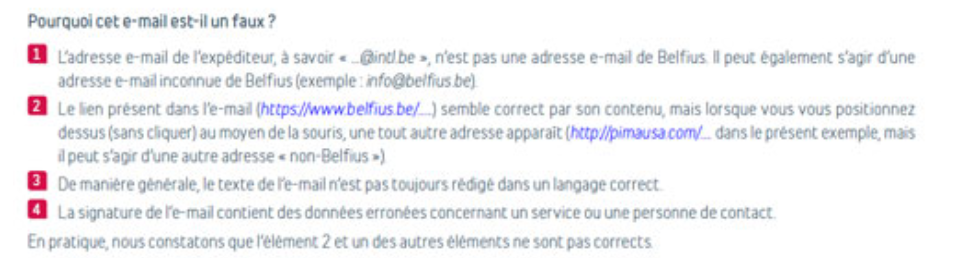 Pourquoi cet e-mail est-il un faux ?
1 L'adresse e-mail de l'expéditeur, à savoir « ...@intl.be », n'est pas une adresse e-mail de Belfius. Il peut également s'agir d'une
adresse e-mail inconnue de Belfius (exemple : info@belfius.be).
2 Le lien présent dans l'e-mail (https://www.belfius.be/....) semble correct par son contenu, mais lorsque vous vous positionnez
dessus (sans cliquer) au moyen de la souris, une tout autre adresse apparaît (http://pimausa.com/... dans le présent exemple, mais
il peut s'agir d'une autre adresse « non-Belfius »).
3 De manière générale, le texte de l'e-mail n'est pas toujours rédigé dans un langage correct.
4 La signature de l'e-mail contient des données erronées concernant un service ou une personne de contact.
En pratique, nous constatons que l'élément 2 et un des autres éléments ne sont pas corrects.